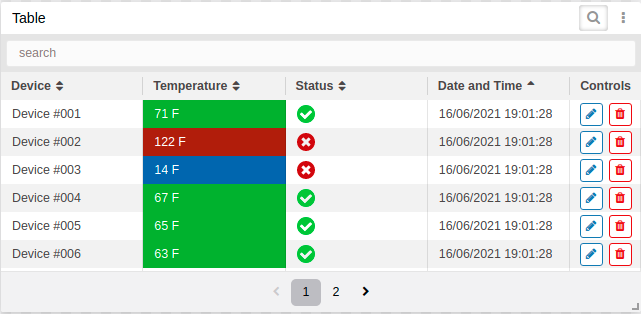 Table
search
Device Temperature Status Date and Time Controls
Device #001 71 F 16/06/2021 19:01:28
Device #002 122 F 16/06/2021 19:01:28
Device #003 14 F 16/06/2021 19:01:28
Device #004 67 F 16/06/2021 19:01:28
Device #005 65 F 16/06/2021 19:01:28
Device #006 63 F 16/06/2021 19:01:28
1 2